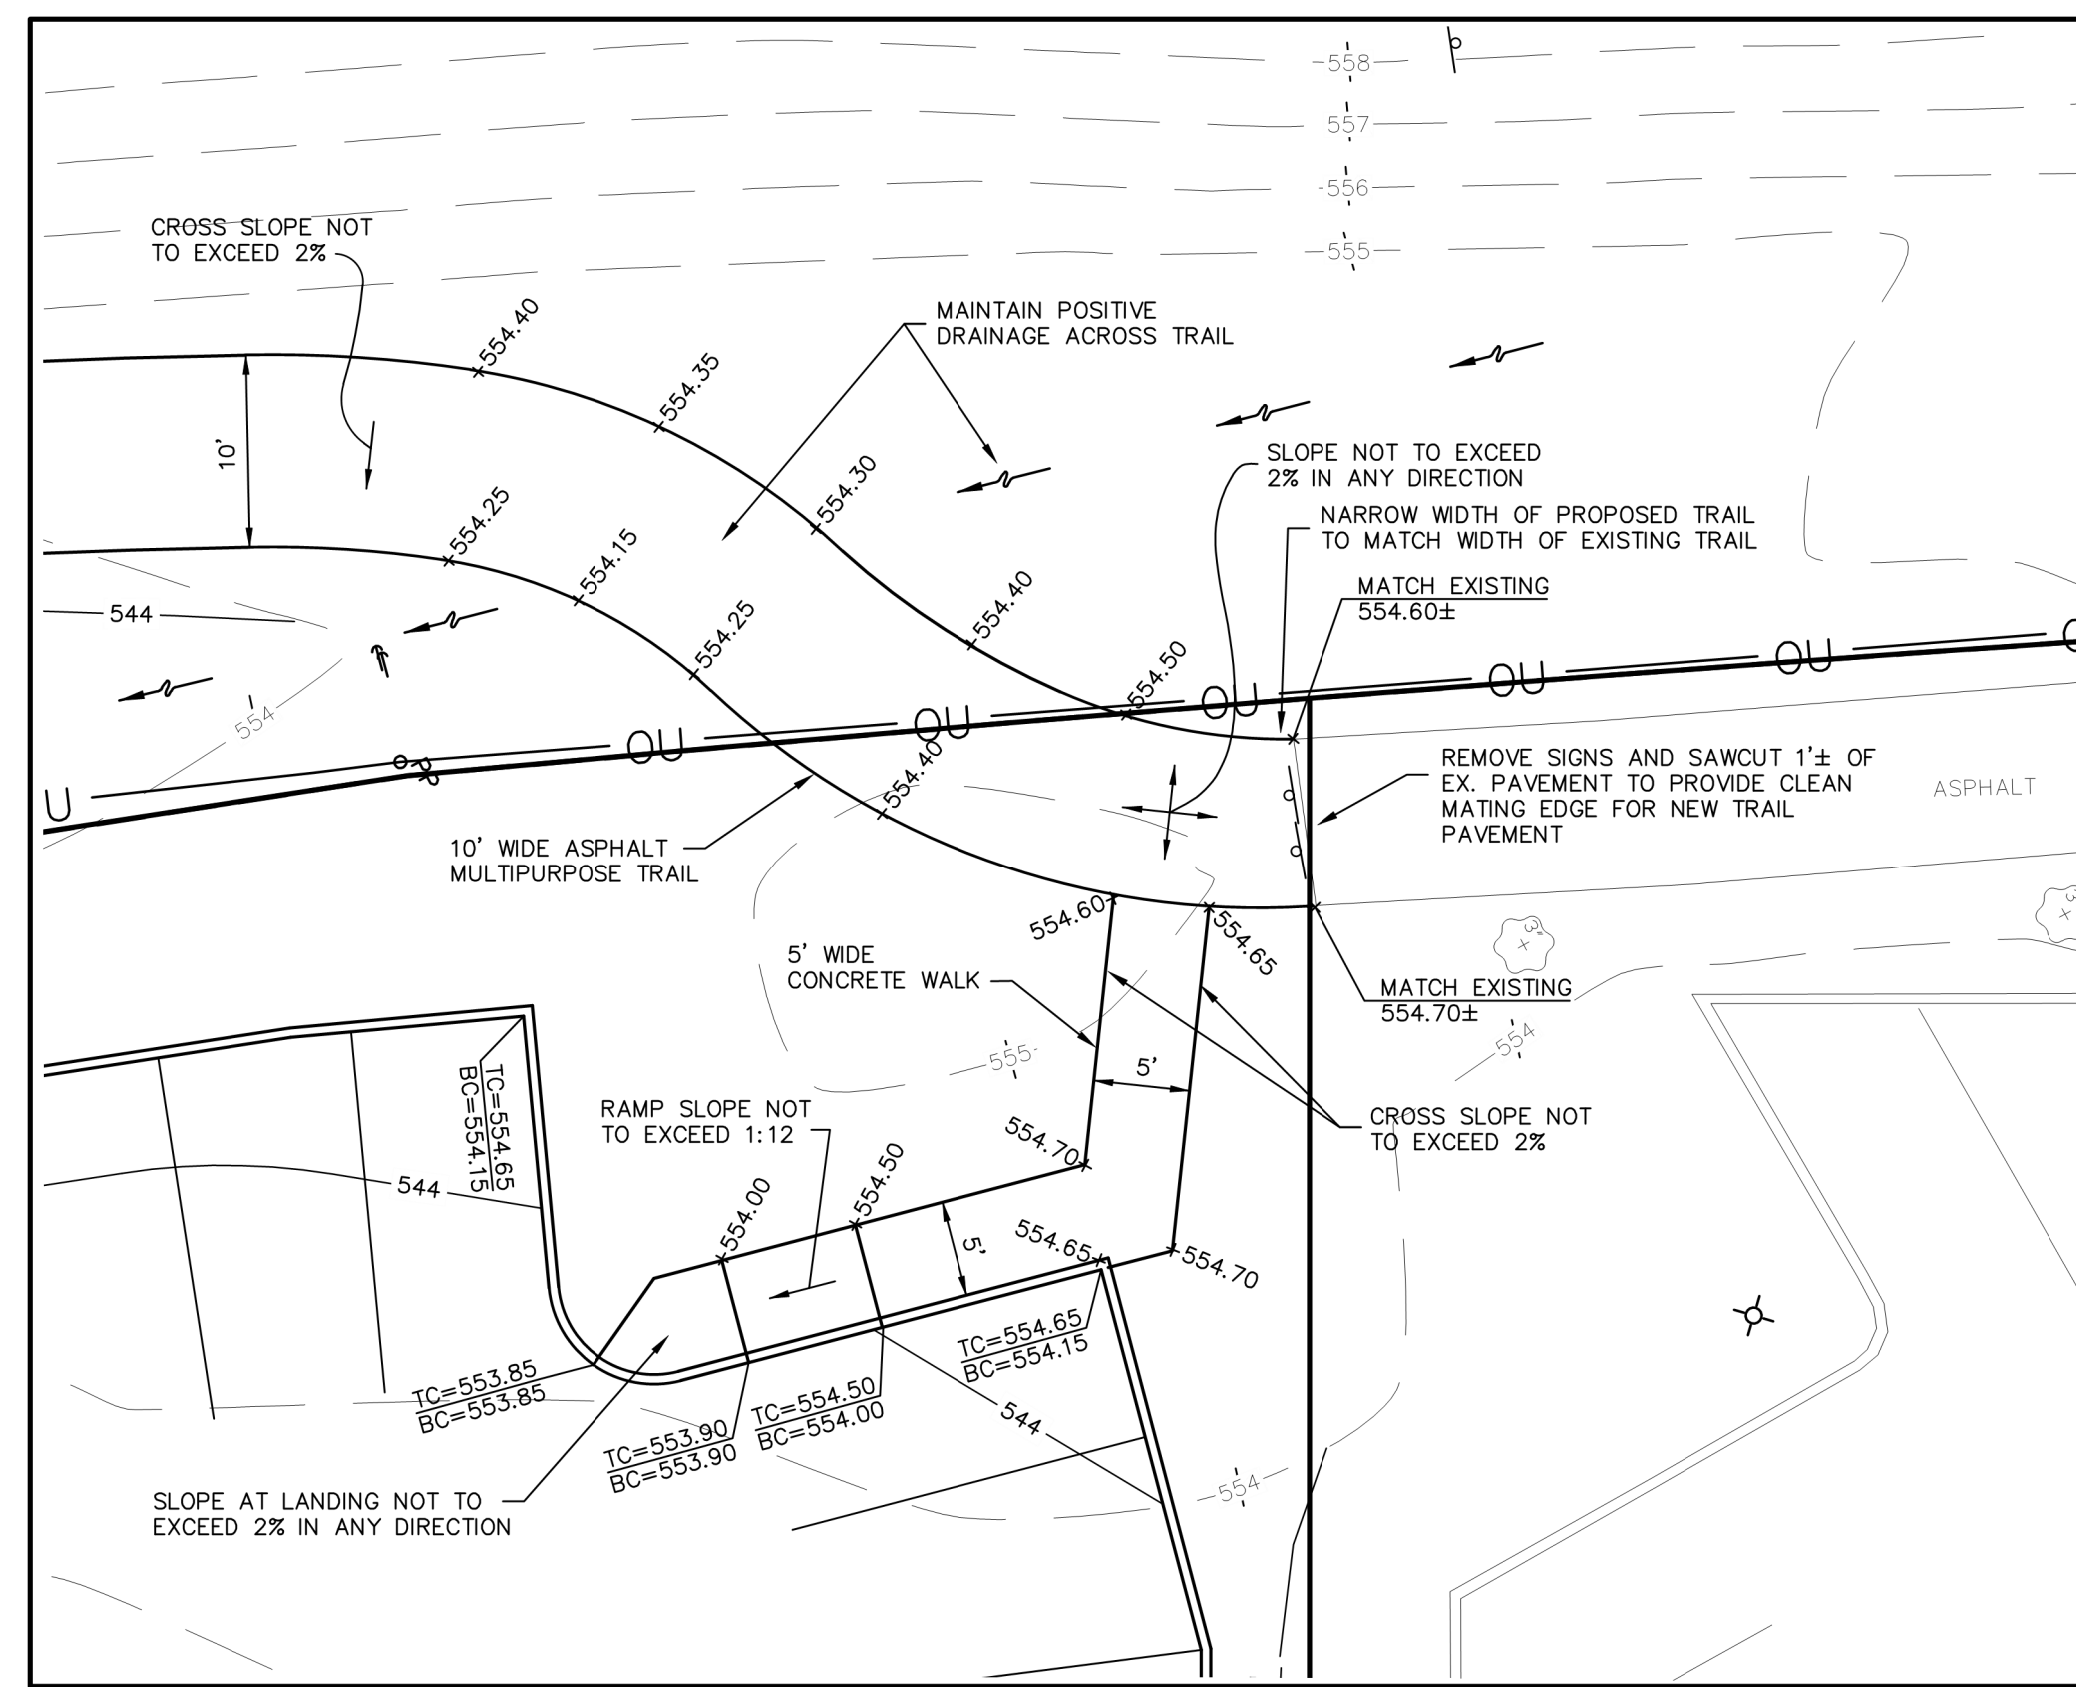 558
557
556
555
CROSS SLOPE NOT
TO EXCEED 2%
MAINTAIN POSITIVE
DRAINAGE ACROSS TRAIL
554.40
554.35
554.30
554.40
554.50
10'
554.25
554.15
554.25
554.40
SLOPE NOT TO EXCEED
2% IN ANY DIRECTION
NARROW WIDTH OF PROPOSED TRAIL
TO MATCH WIDTH OF EXISTING TRAIL
MATCH EXISTING
554.60±
544
554
U
OU
OU
OU
OU
OU
REMOVE SIGNS AND SAWCUT 1'± OF
EX. PAVEMENT TO PROVIDE CLEAN
MATING EDGE FOR NEW TRAIL
PAVEMENT
ASPHALT
10' WIDE ASPHALT
MULTIPURPOSE TRAIL
554.60
554.65
3"
5' WIDE
CONCRETE WALK
MATCH EXISTING
554.70±
554
555
5'
TC=554.65
BC=554.15
RAMP SLOPE NOT
TO EXCEED 1:12
CROSS SLOPE NOT
TO EXCEED 2%
554.70
554.50
554.00
544
5'
554.65
554.70
TC=554.65
BC=554.15
TC=553.85
BC=553.85
TC=554.50
BC=554.00
TC=553.90
BC=553.90
544
554
SLOPE AT LANDING NOT TO
EXCEED 2% IN ANY DIRECTION